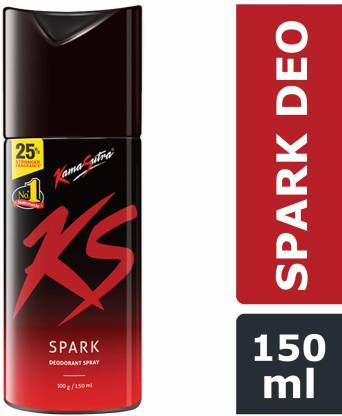 25%
STRONGER
FRAGRANCE*
KamaSutra
No.1
KS
SPARK
DEODORANT SPRAY
100 g / 150 ml
SPARK DEO
150
ml